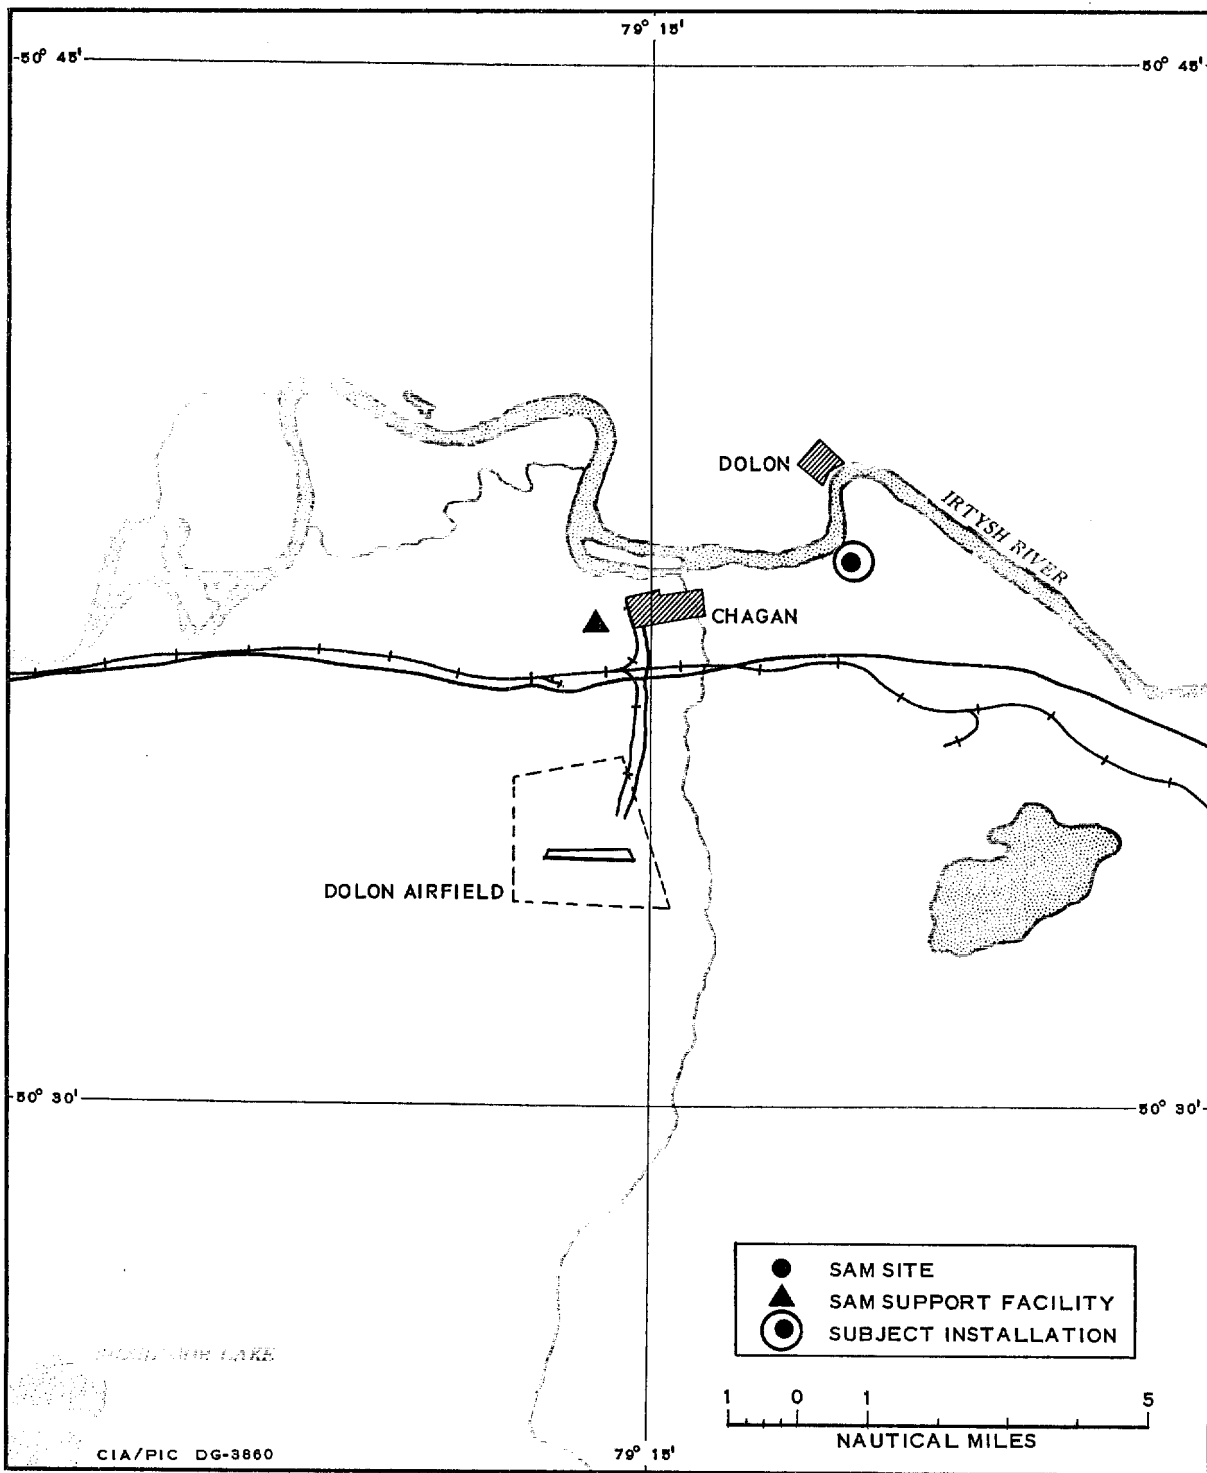 79° 15'
50° 45'
50° 45'
DOLON
IRTYSH RIVER
CHAGAN
DOLON AIRFIELD
50° 30'
50° 30'
SAM SITE
SAM SUPPORT FACILITY
SUBJECT INSTALLATION
LAKE
1 0 1 5
NAUTICAL MILES
CIA/PIC DG-3860
79° 15'